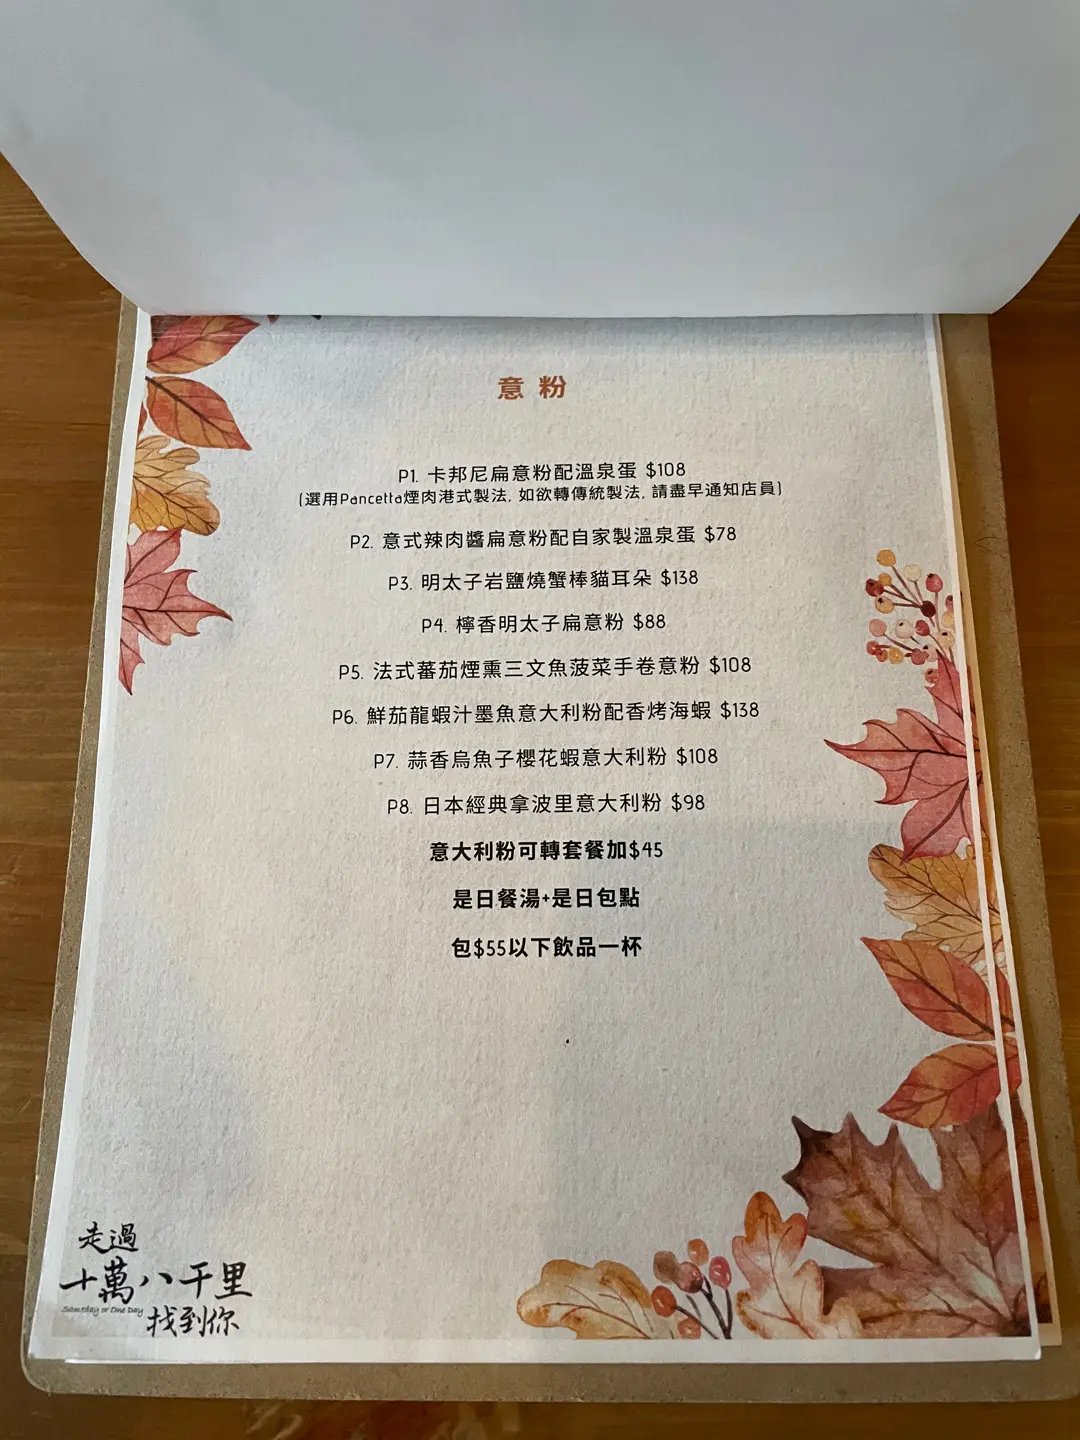 意粉
P1. 卡邦尼扁意粉配溫泉蛋 $108
(選用Pancetta煙肉港式製法, 如欲轉傳統製法, 請盡早通知店員)
P2. 意式辣肉醬扁意粉配自家製溫泉蛋 $78
P3. 明太子岩鹽燒蟹棒貓耳朵 $138
P4. 檸香明太子扁意粉 $88
P5. 法式蕃茄煙熏三文魚菠菜手卷意粉 $108
P6. 鮮茄龍蝦汁墨魚意大利粉配香烤海蝦 $138
P7. 蒜香烏魚子櫻花蝦意大利粉 $108
P8. 日本經典拿波里意大利粉 $98
意大利粉可轉套餐加$45
是日餐湯+是日包點
包$55以下飲品一杯
走過
十萬八千里
Someday or One Day
找到你